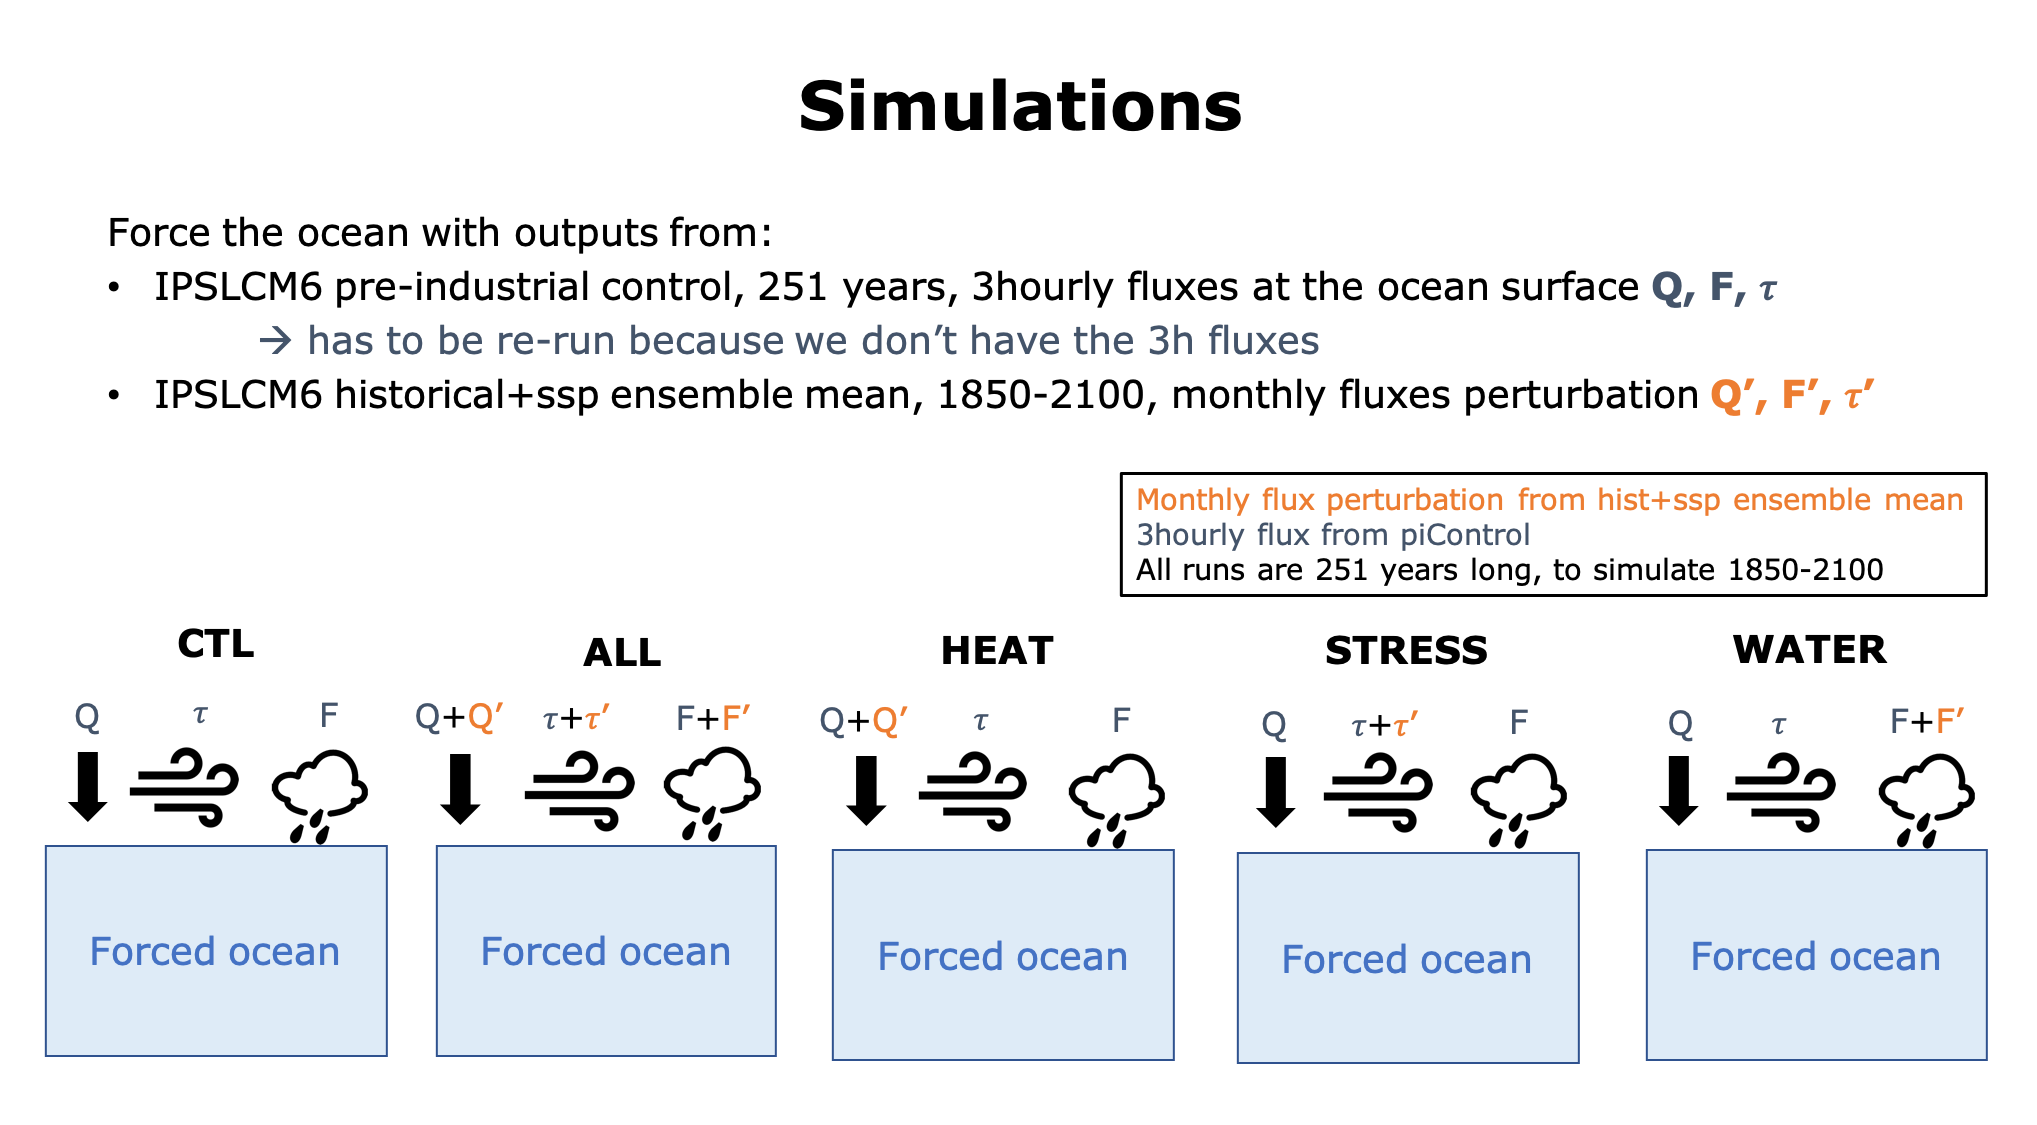 Simulations
Force the ocean with outputs from:
• IPSLCM6 pre-industrial control, 251 years, 3hourly fluxes at the ocean surface Q, F, τ
→ has to be re-run because we don’t have the 3h fluxes
• IPSLCM6 historical+ssp ensemble mean, 1850-2100, monthly fluxes perturbation Q’, F’, τ’
Monthly flux perturbation from hist+ssp ensemble mean
3hourly flux from piControl
All runs are 251 years long, to simulate 1850-2100
CTL
Q τ F
Forced ocean
ALL
Q+Q’ τ+τ’ F+F’
Forced ocean
HEAT
Q+Q’ τ F
Forced ocean
STRESS
Q τ+τ’ F
Forced ocean
WATER
Q τ F+F’
Forced ocean